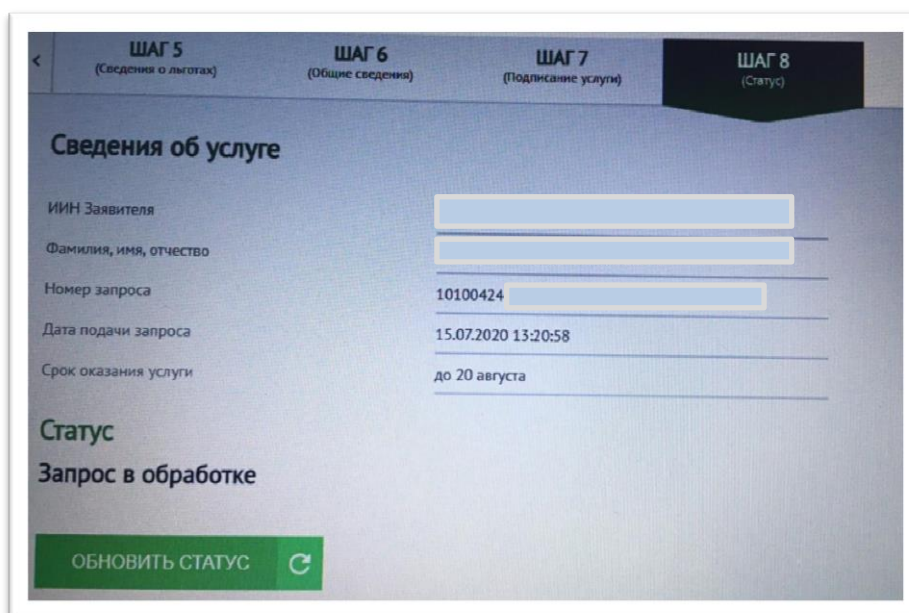 ШАГ 5
(Сведения о льготах)
ШАГ 6
(Общие сведения)
ШАГ 7
(Подписание услуги)
ШАГ 8
(Статус)
Сведения об услуге
ИИН Заявителя
Фамилия, имя, отчество
Номер запроса
10100424
Дата подачи запроса
15.07.2020 13:20:58
Срок оказания услуги
до 20 августа
Статус
Запрос в обработке
ОБНОВИТЬ СТАТУС